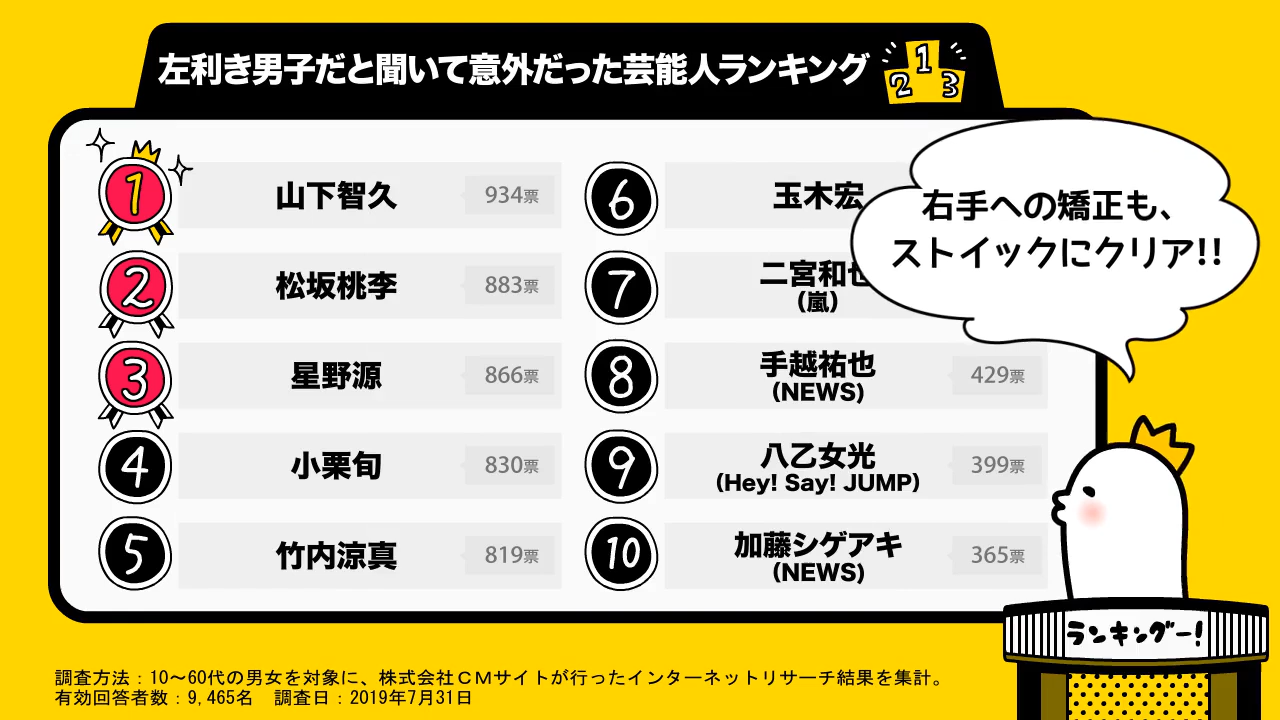 左利き男子だと聞いて意外だった芸能人ランキング
1
2
3
1
山下智久
934票
2
松坂桃李
883票
3
星野源
866票
4
小栗旬
830票
5
竹内涼真
819票
6
玉木宏
7
二宮和也
(嵐)
8
手越祐也
(NEWS)
429票
9
八乙女光
(Hey! Say! JUMP)
399票
10
加藤シゲアキ
(NEWS)
365票
右手への矯正も、
ストイックにクリア!!
ランキングー!
調査方法:10〜60代の男女を対象に、株式会社CMサイトが行ったインターネットリサーチ結果を集計。
有効回答者数:9,465名 調査日:2019年7月31日